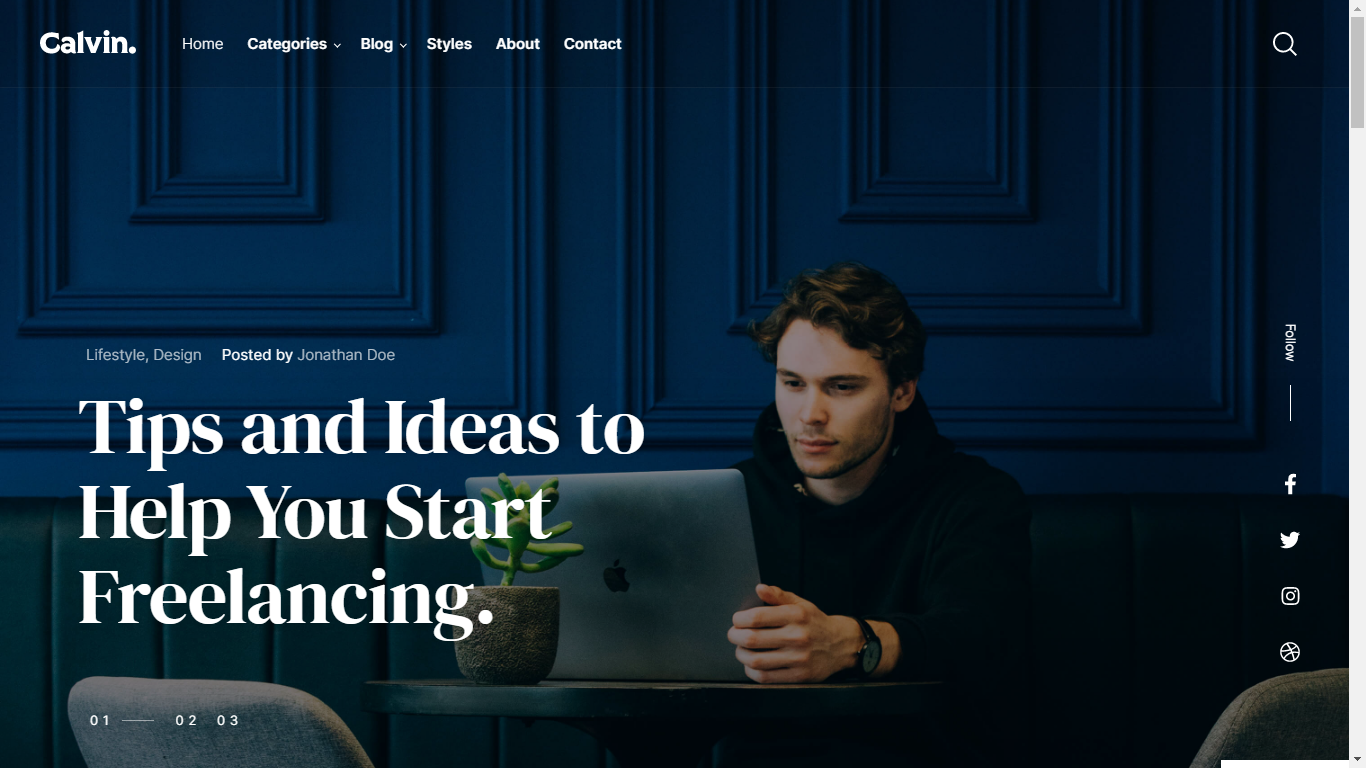 Calvin.
Home Categories Blog Styles About Contact
Follow
Lifestyle, Design Posted by Jonathan Doe
Tips and Ideas to
Help You Start
Freelancing.
01 02 03